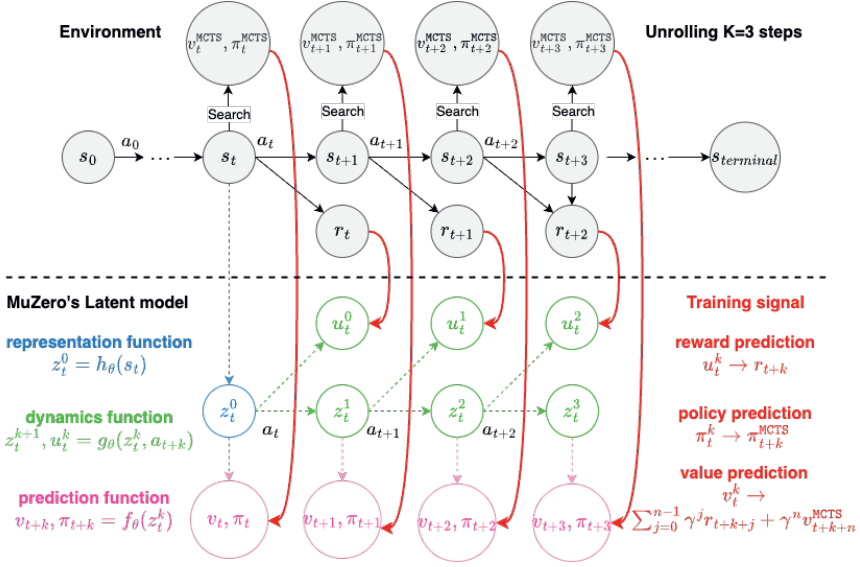 Environment
Unrolling K=3 steps
v_t^MCTS, π_t^MCTS
v_{t+1}^MCTS, π_{t+1}^MCTS
v_{t+2}^MCTS, π_{t+2}^MCTS
v_{t+3}^MCTS, π_{t+3}^MCTS
Search
Search
Search
Search
s_0
a_0
...
s_t
a_t
s_{t+1}
a_{t+1}
s_{t+2}
a_{t+2}
s_{t+3}
...
s_{terminal}
r_t
r_{t+1}
r_{t+2}
MuZero's Latent model
Training signal
representation function
z_t^0 = h_θ(s_t)
u_t^0
u_t^1
u_t^2
reward prediction
u_t^k → r_{t+k}
dynamics function
z_t^{k+1}, u_t^k = g_θ(z_t^k, a_{t+k})
z_t^0
a_t
z_t^1
a_{t+1}
z_t^2
a_{t+2}
z_t^3
policy prediction
π_t^k → π_{t+k}^MCTS
prediction function
v_{t+k}, π_{t+k} = f_θ(z_t^k)
v_t, π_t
v_{t+1}, π_{t+1}
v_{t+2}, π_{t+2}
v_{t+3}, π_{t+3}
value prediction
v_t^k →
∑_{j=0}^{n-1} γ^j r_{t+k+j} + γ^n v_{t+k+n}^MCTS